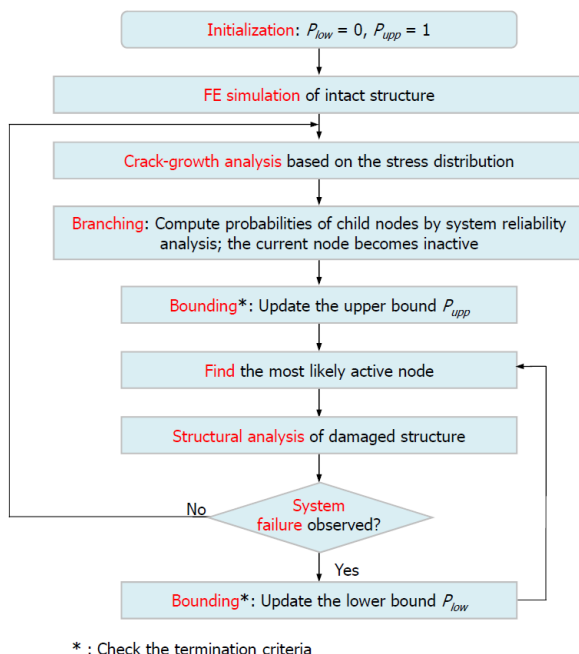 Initialization: P_low = 0, P_upp = 1
FE simulation of intact structure
Crack-growth analysis based on the stress distribution
Branching: Compute probabilities of child nodes by system reliability
analysis; the current node becomes inactive
Bounding*: Update the upper bound P_upp
Find the most likely active node
Structural analysis of damaged structure
System
failure observed?
No
Yes
Bounding*: Update the lower bound P_low
* : Check the termination criteria